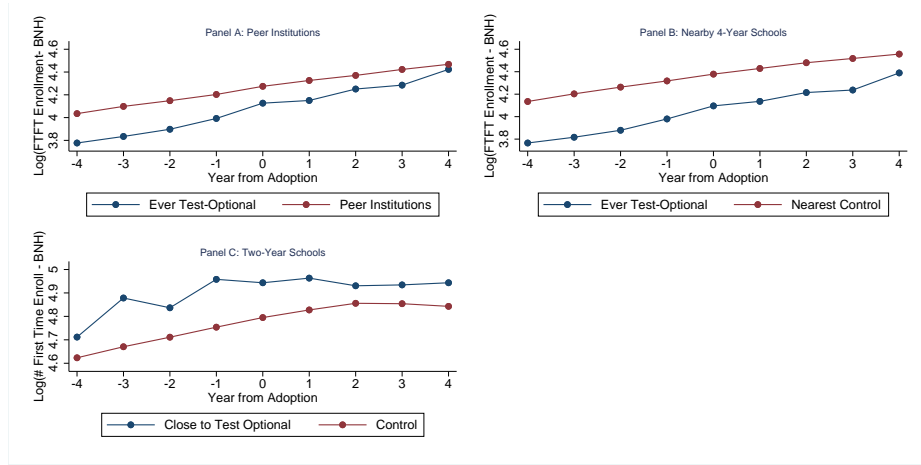 Panel A: Peer Institutions
Log(FTFT Enrollment- BNH)
3.8 4 4.2 4.4 4.6
-4 -3 -2 -1 0 1 2 3 4
Year from Adoption
Ever Test-Optional Peer Institutions
Panel B: Nearby 4-Year Schools
Log(FTFT Enrollment - BNH)
3.8 4 4.2 4.4 4.6
-4 -3 -2 -1 0 1 2 3 4
Year from Adoption
Ever Test-Optional Nearest Control
Panel C: Two-Year Schools
Log(# First Time Enroll - BNH)
4.6 4.7 4.8 4.9 5
-4 -3 -2 -1 0 1 2 3 4
Year from Adoption
Close to Test Optional Control